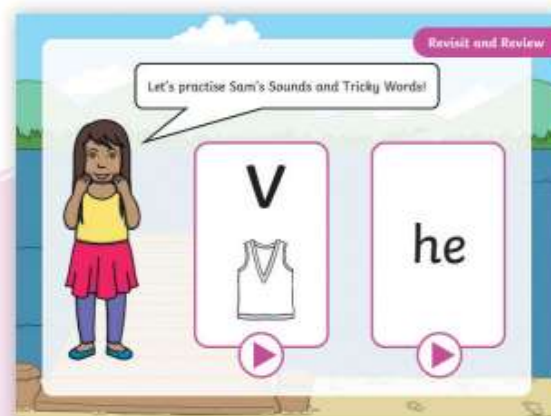 Revisit and Review
Let's practise Sam's Sounds and Tricky Words!
v
he